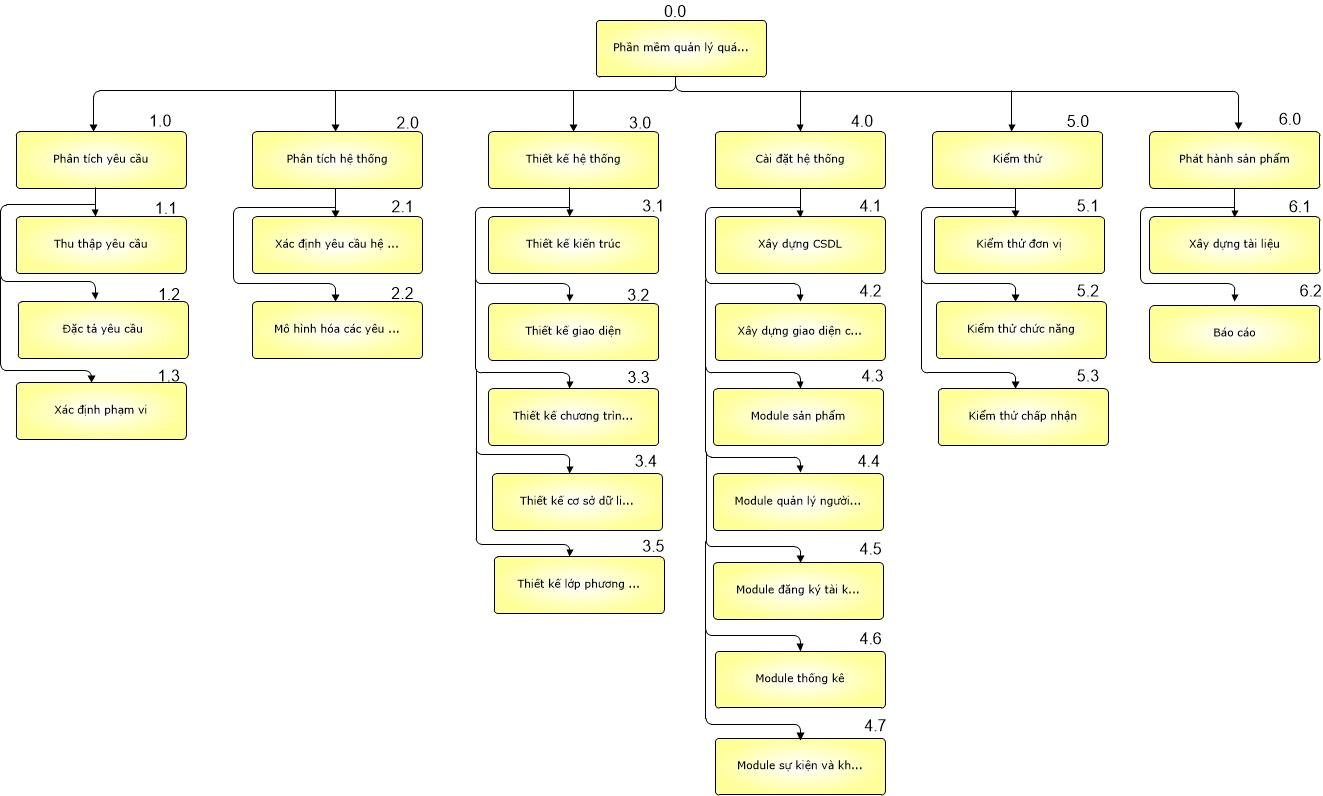 0.0
Phần mềm quản lý quá...
1.0
Phân tích yêu cầu
1.1
Thu thập yêu cầu
1.2
Đặc tả yêu cầu
1.3
Xác định phạm vi
2.0
Phân tích hệ thống
2.1
Xác định yêu cầu hệ ...
2.2
Mô hình hóa các yêu ...
3.0
Thiết kế hệ thống
3.1
Thiết kế kiến trúc
3.2
Thiết kế giao diện
3.3
Thiết kế chương trìn...
3.4
Thiết kế cơ sở dữ li...
3.5
Thiết kế lớp phương ...
4.0
Cài đặt hệ thống
4.1
Xây dựng CSDL
4.2
Xây dựng giao diện c...
4.3
Module sản phẩm
4.4
Module quản lý người...
4.5
Module đăng ký tài k...
4.6
Module thống kê
4.7
Module sự kiện và kh...
5.0
Kiểm thử
5.1
Kiểm thử đơn vị
5.2
Kiểm thử chức năng
5.3
Kiểm thử chấp nhận
6.0
Phát hành sản phẩm
6.1
Xây dựng tài liệu
6.2
Báo cáo